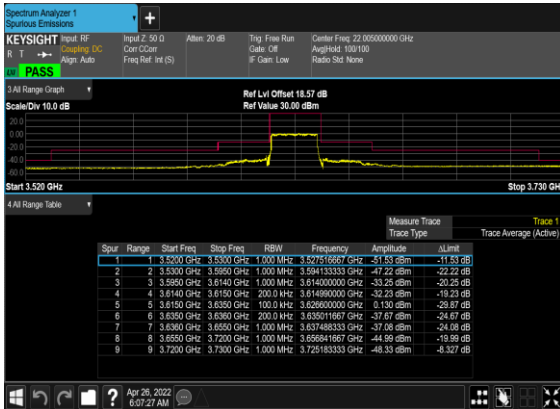 Spectrum Analyzer 1
Spurious Emissions
+
KEYSIGHT Input: RF Input Z: 50 Ω Atten: 20 dB Trig: Free Run Center Freq: 22.005000000 GHz
R T Coupling: DC Corr CCorr Gate: Off Avg|Hold: 100/100
Align: Auto Freq Ref: Int (S) IF Gain: Low Radio Std: None
PASS
3 All Range Graph
Ref Lvl Offset 18.57 dB
Scale/Div 10.0 dB Ref Value 30.00 dBm
20.0
0.00
-20.0
-40.0
Start 3.520 GHz Stop 3.730 GH
4 All Range Table
Measure Trace Trace 1
Trace Type Trace Average (Active)
Spur Range Start Freq Stop Freq RBW Frequency Amplitude ΔLimit
1 1 3.5200 GHz 3.5300 GHz 1.000 MHz 3.527516667 GHz -51.53 dBm -11.53 dB
2 2 3.5300 GHz 3.5950 GHz 1.000 MHz 3.594133333 GHz -47.22 dBm -22.22 dB
3 3 3.5950 GHz 3.6140 GHz 1.000 MHz 3.614000000 GHz -33.25 dBm -20.25 dB
4 4 3.6140 GHz 3.6150 GHz 200.0 kHz 3.614990000 GHz -32.23 dBm -19.23 dB
5 5 3.6150 GHz 3.6350 GHz 100.0 kHz 3.626600000 GHz 0.130 dBm -29.87 dB
6 6 3.6350 GHz 3.6360 GHz 200.0 kHz 3.635011667 GHz -37.67 dBm -24.67 dB
7 7 3.6360 GHz 3.6550 GHz 1.000 MHz 3.637488333 GHz -37.08 dBm -24.08 dB
8 8 3.6550 GHz 3.7200 GHz 1.000 MHz 3.656841667 GHz -44.99 dBm -19.99 dB
9 9 3.7200 GHz 3.7300 GHz 1.000 MHz 3.725183333 GHz -48.33 dBm -8.327 dB
? Apr 26, 2022
6:07:27 AM